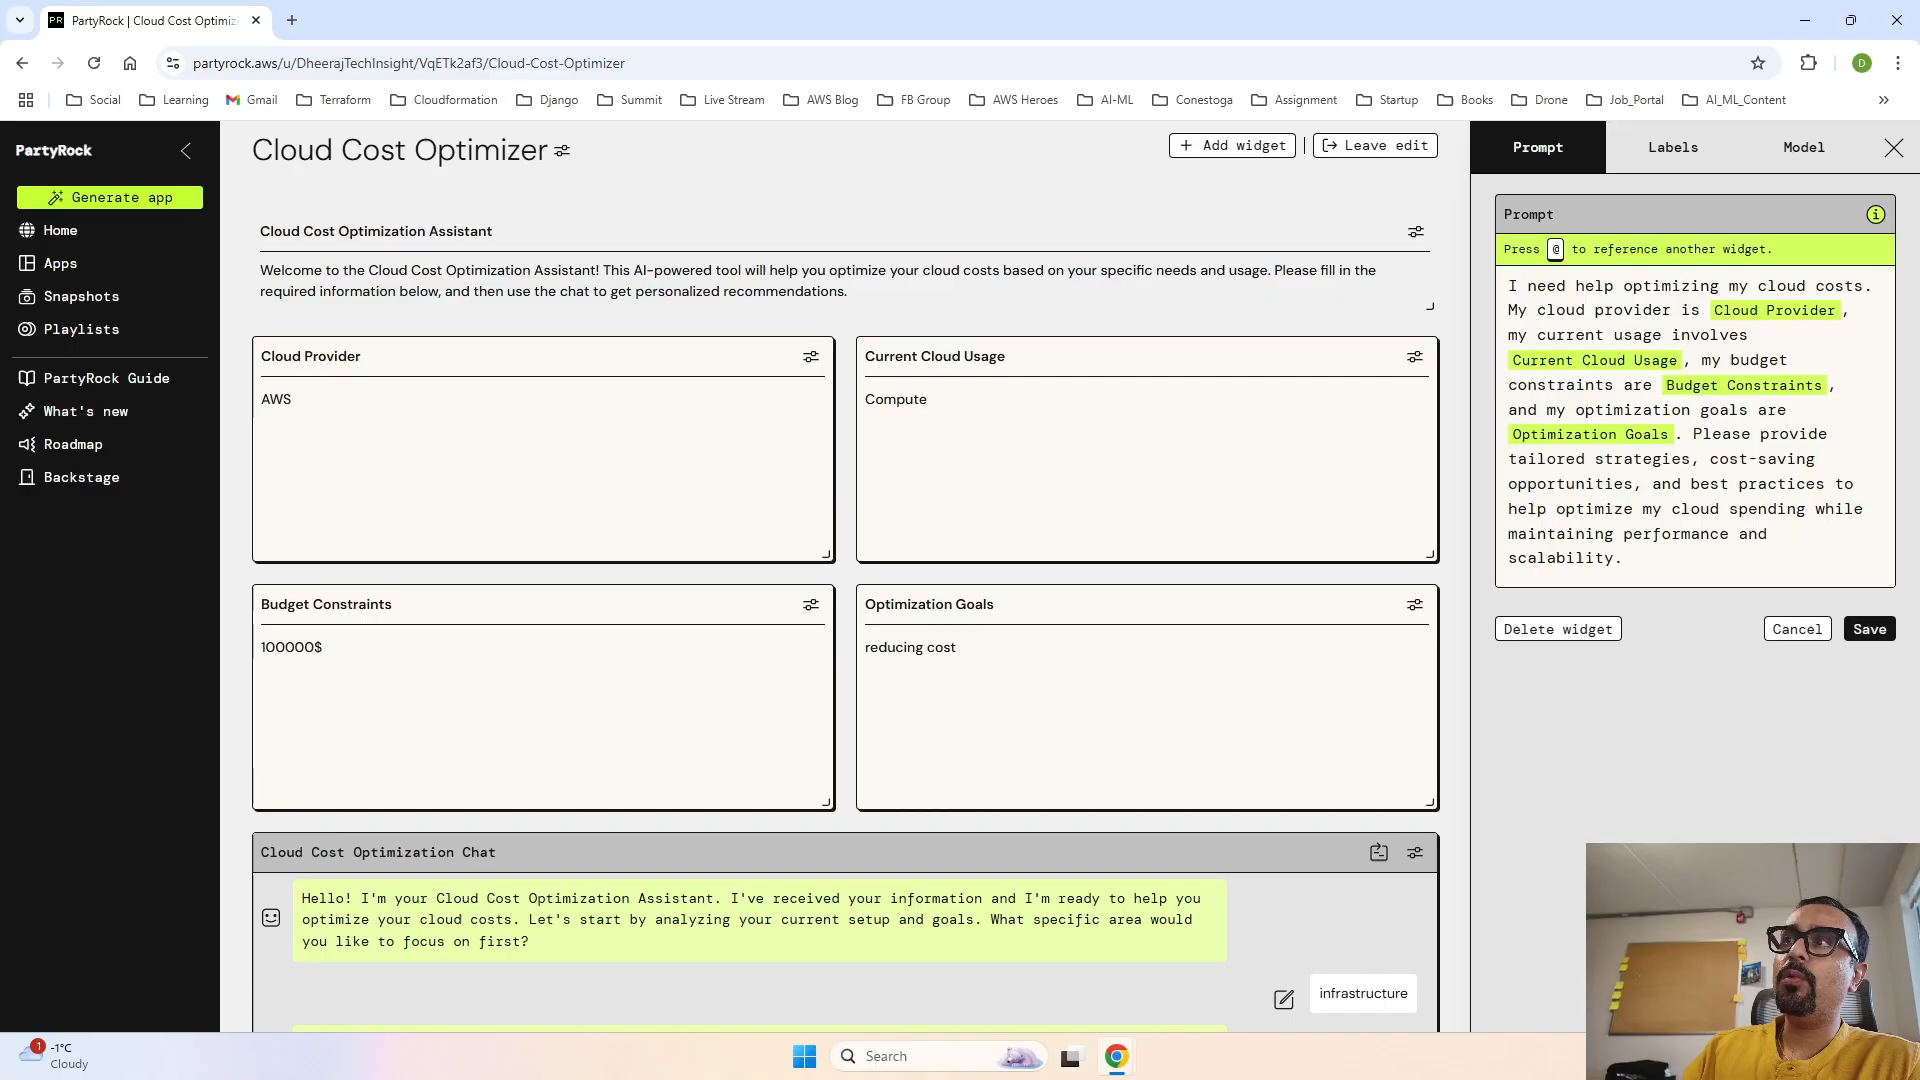 PR
PartyRock | Cloud Cost Optimiz
partyrock.aws/u/DheerajTechInsight/VqETk2af3/Cloud-Cost-Optimizer
D
Social
Learning
Gmail
Terraform
Cloudformation
Django
Summit
Live Stream
AWS Blog
FB Group
AWS Heroes
AI-ML
Conestoga
Assignment
Startup
Books
Drone
Job_Portal
AI_ML_Content
PartyRock
Generate app
Home
Apps
Snapshots
Playlists
PartyRock Guide
What's new
Roadmap
Backstage
Cloud Cost Optimizer
+ Add widget
Leave edit
Cloud Cost Optimization Assistant
Welcome to the Cloud Cost Optimization Assistant! This AI-powered tool will help you optimize your cloud costs based on your specific needs and usage. Please fill in the
required information below, and then use the chat to get personalized recommendations.
Cloud Provider
AWS
Current Cloud Usage
Compute
Budget Constraints
100000$
Optimization Goals
reducing cost
Cloud Cost Optimization Chat
Hello! I'm your Cloud Cost Optimization Assistant. I've received your information and I'm ready to help you
optimize your cloud costs. Let's start by analyzing your current setup and goals. What specific area would
you like to focus on first?
infrastructure
Prompt
Labels
Model
Prompt
i
Press @ to reference another widget.
I need help optimizing my cloud costs.
My cloud provider is Cloud Provider,
my current usage involves
Current Cloud Usage, my budget
constraints are Budget Constraints,
and my optimization goals are
Optimization Goals. Please provide
tailored strategies, cost-saving
opportunities, and best practices to
help optimize my cloud spending while
maintaining performance and
scalability.
Delete widget
Cancel
Save
1
-1°C
Cloudy
Search